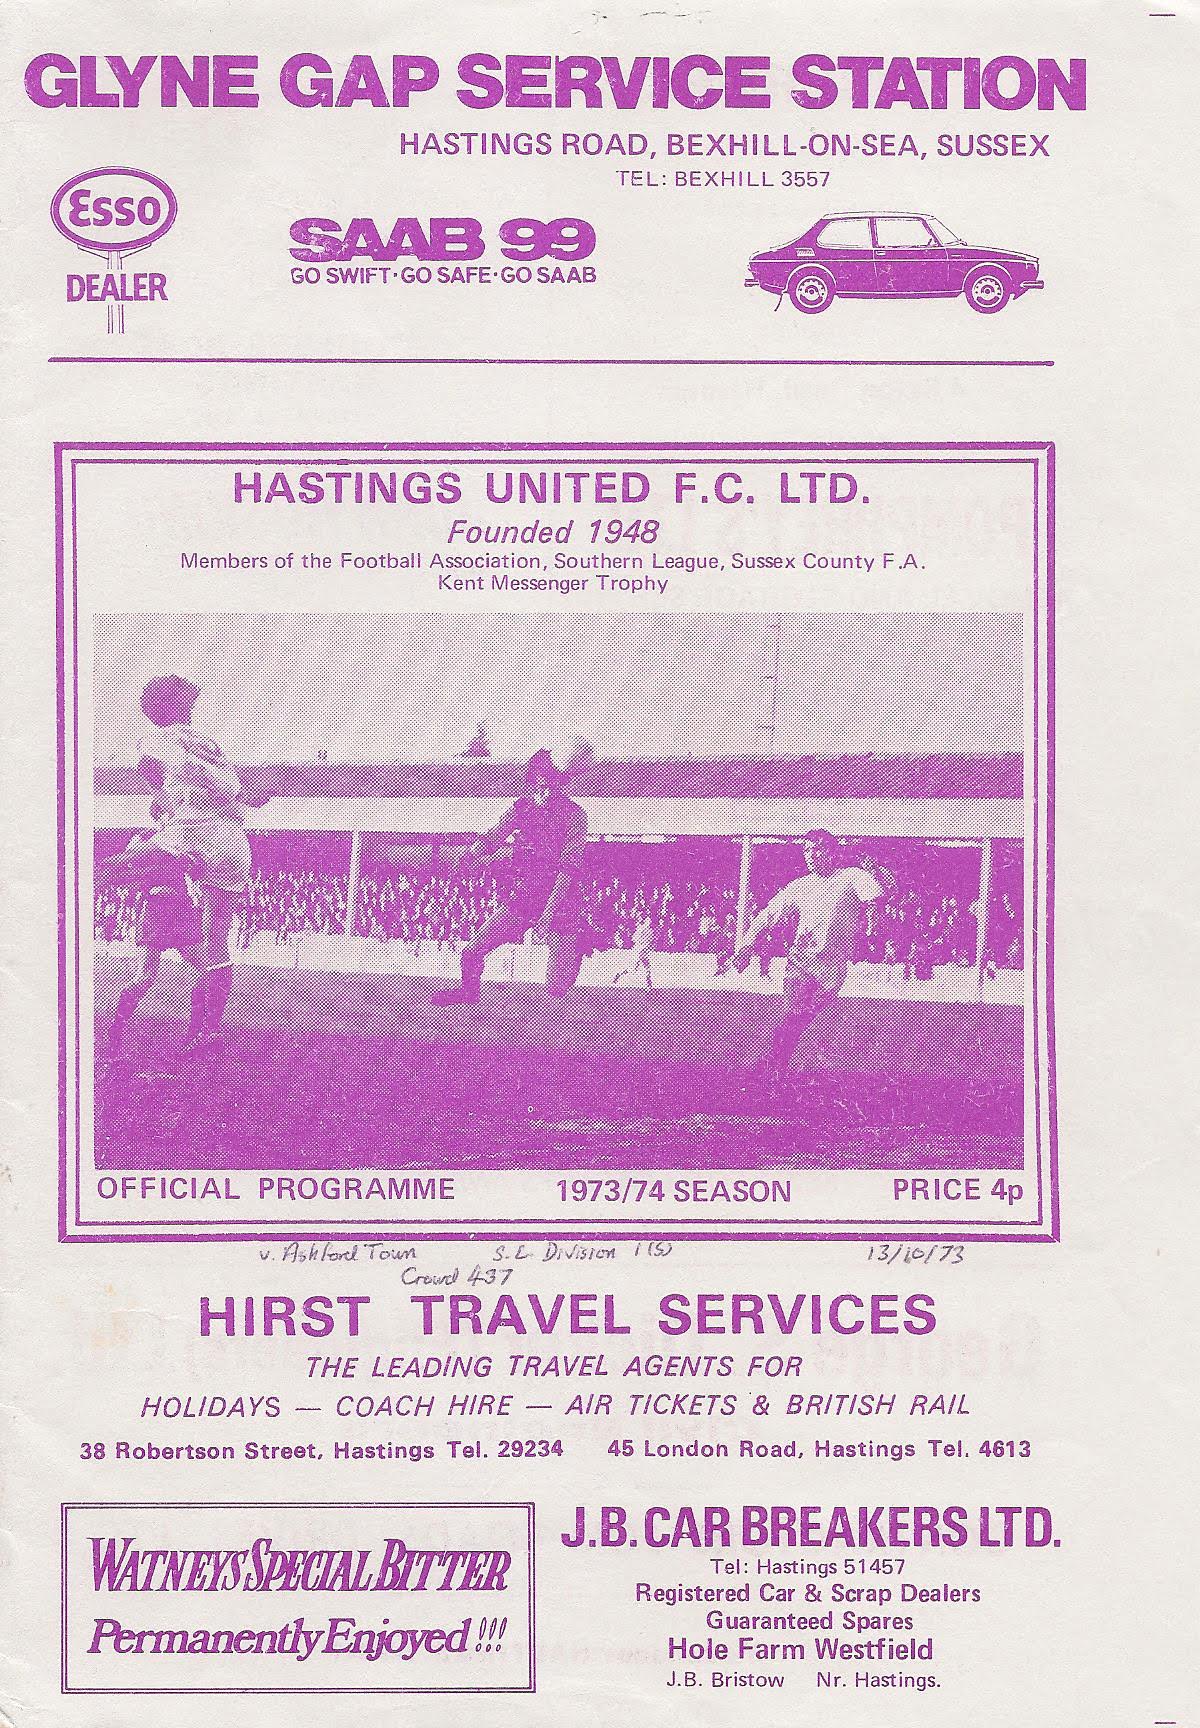 GLYNE GAP SERVICE STATION
HASTINGS ROAD, BEXHILL-ON-SEA, SUSSEX
TEL: BEXHILL 3557
Esso
DEALER
SAAB 99
GO SWIFT·GO SAFE·GO SAAB
HASTINGS UNITED F.C. LTD.
Founded 1948
Members of the Football Association, Southern League, Sussex County F.A.
Kent Messenger Trophy
OFFICIAL PROGRAMME 1973/74 SEASON PRICE 4p
v. Ashford Town S.L. Division 1 (S) 13/10/73
Crowd 437
HIRST TRAVEL SERVICES
THE LEADING TRAVEL AGENTS FOR
HOLIDAYS — COACH HIRE — AIR TICKETS & BRITISH RAIL
38 Robertson Street, Hastings Tel. 29234 45 London Road, Hastings Tel. 4613
WATNEYS SPECIAL BITTER
Permanently Enjoyed!!!
J.B. CAR BREAKERS LTD.
Tel: Hastings 51457
Registered Car & Scrap Dealers
Guaranteed Spares
Hole Farm Westfield
J.B. Bristow Nr. Hastings.